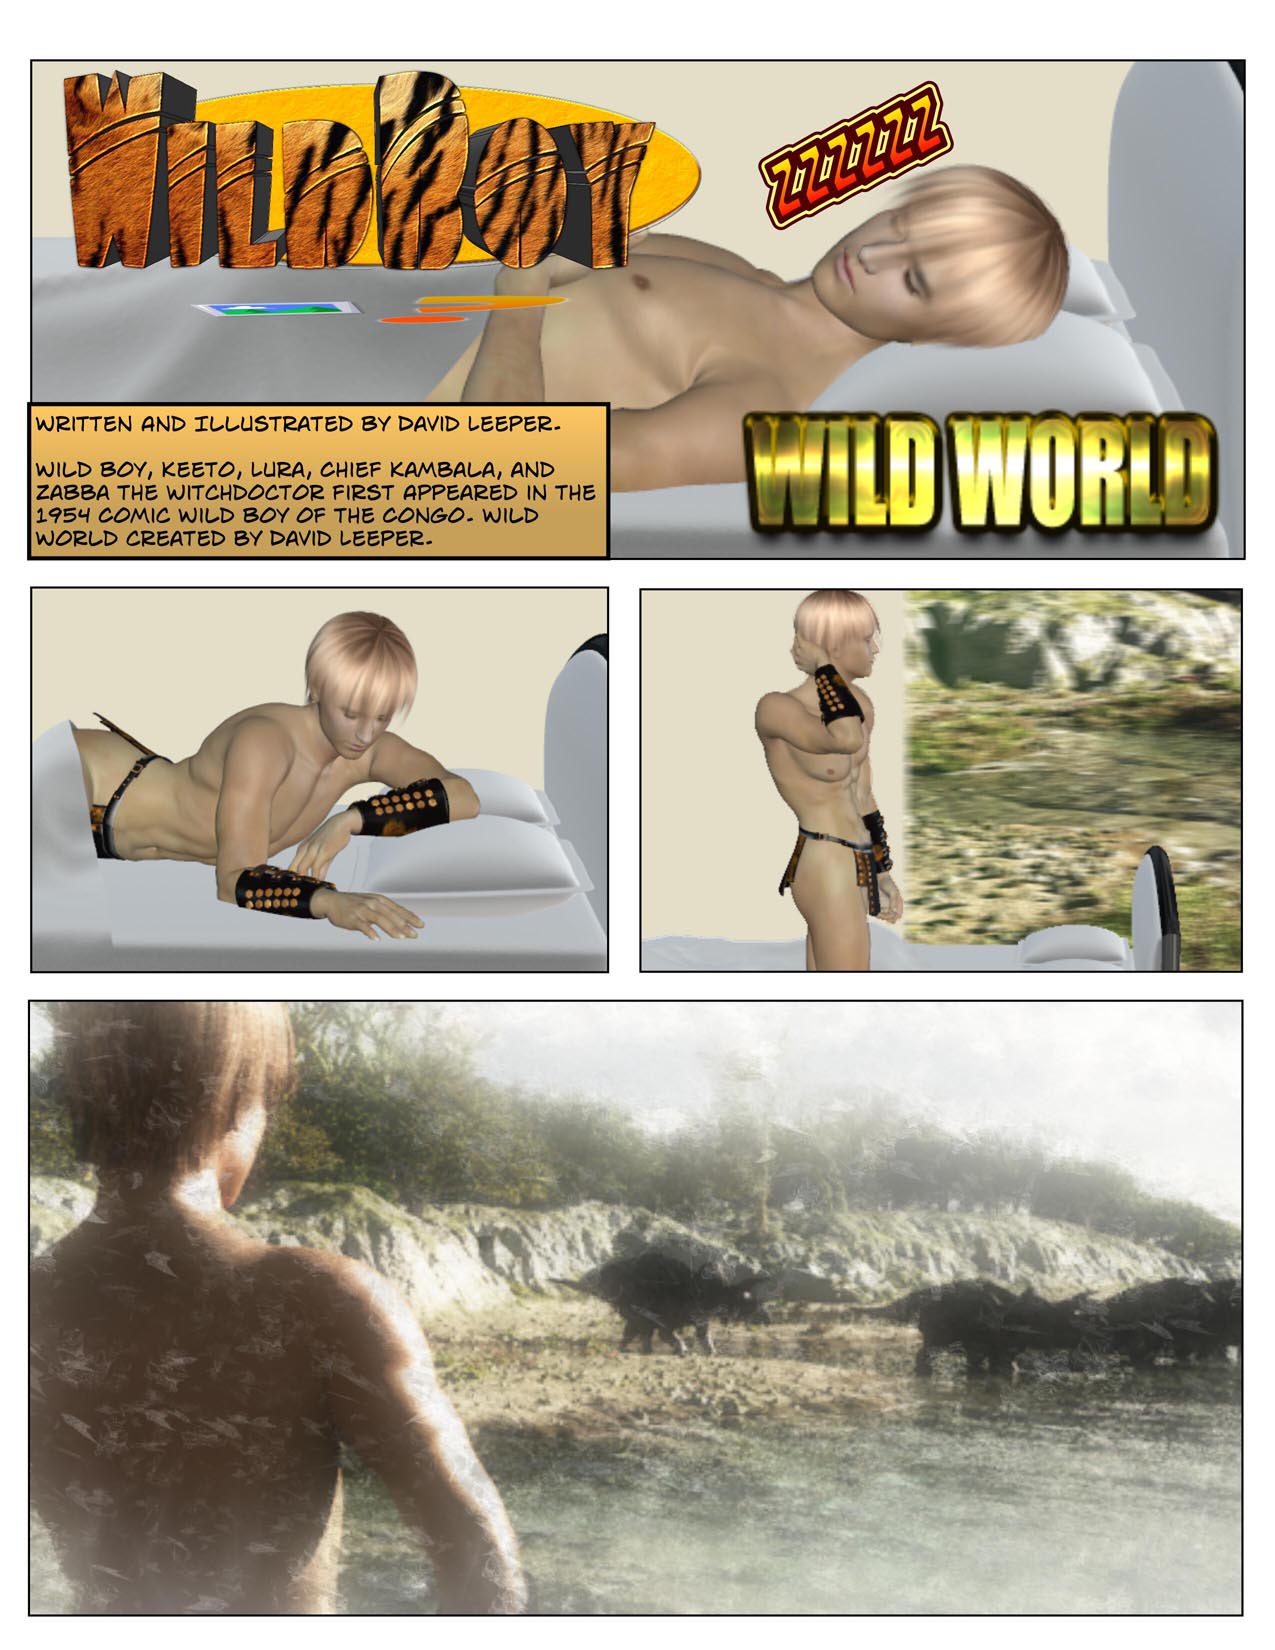 WILDBOY
ZZZZZZ
WRITTEN AND ILLUSTRATED BY DAVID LEEPER.
WILD BOY, KEETO, LURA, CHIEF KAMBALA, AND
ZABBA THE WITCHDOCTOR FIRST APPEARED IN THE
1954 COMIC WILD BOY OF THE CONGO. WILD
WORLD CREATED BY DAVID LEEPER.
WILD WORLD